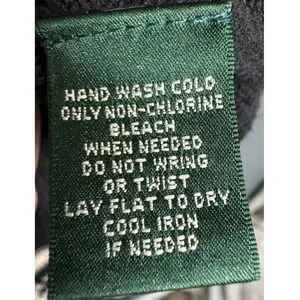 HAND WASH COLD
ONLY NON-CHLORINE
BLEACH
WHEN NEEDED
DO NOT WRING
OR TWIST
LAY FLAT TO DRY
COOL IRON
IF NEEDED